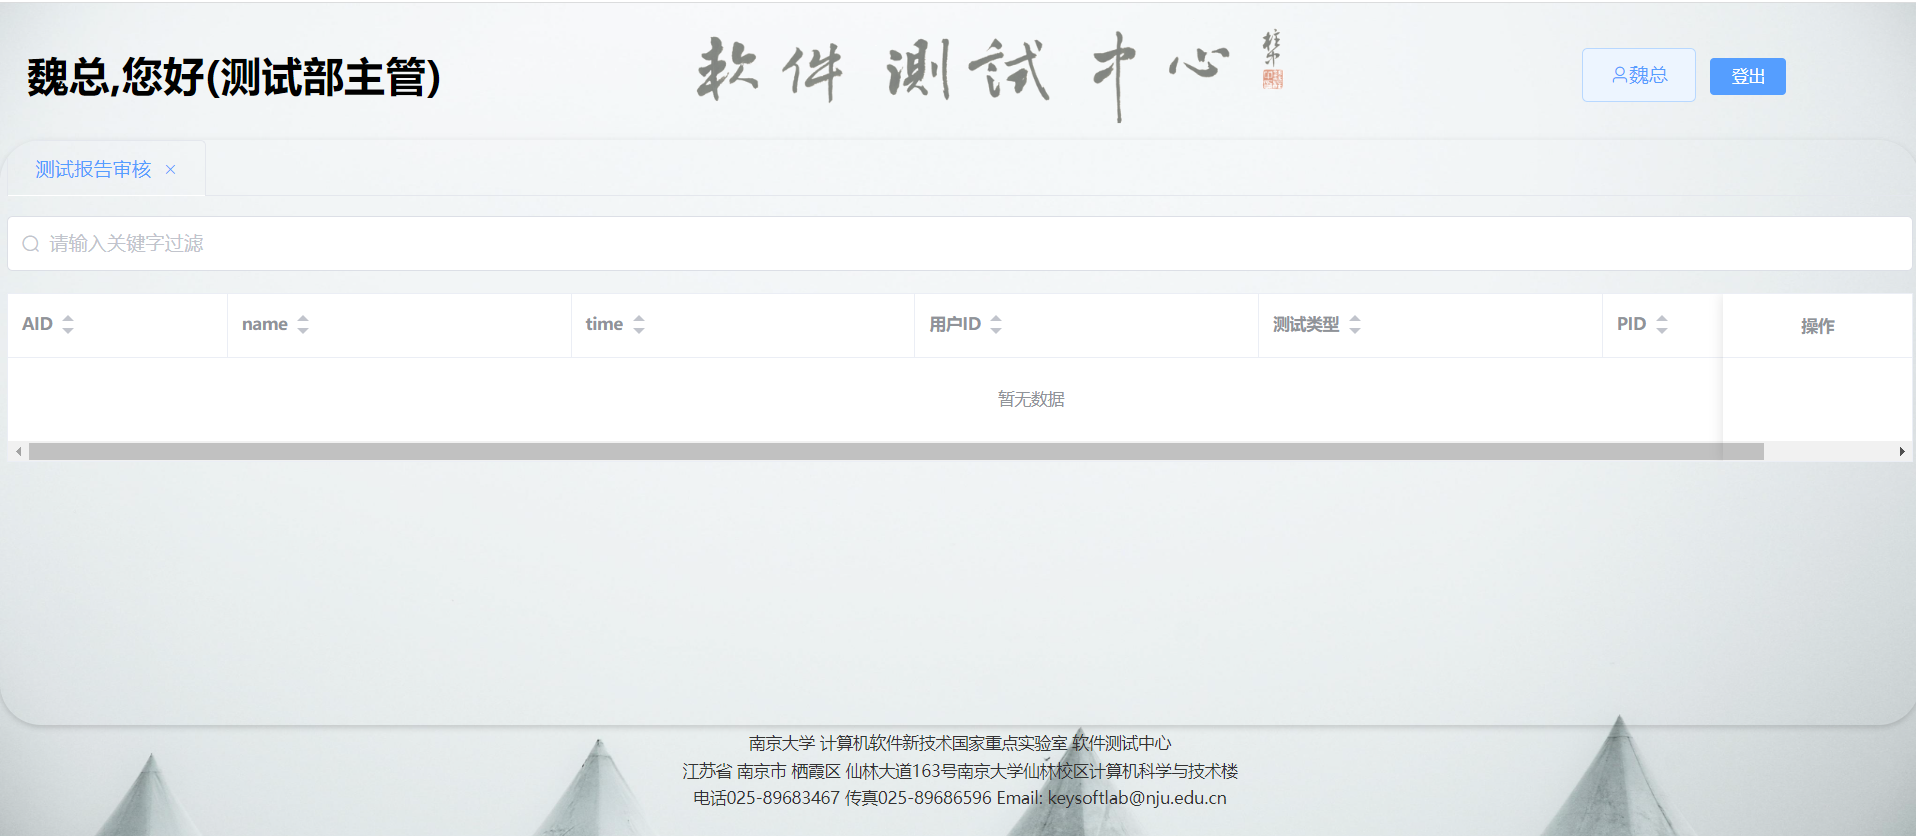 魏总,您好(测试部主管)
软件测试中心
魏总
登出
测试报告审核
请输入关键字过滤
AID name time 用户ID 测试类型 PID 操作
暂无数据
南京大学 计算机软件新技术国家重点实验室 软件测试中心
江苏省 南京市 栖霞区 仙林大道163号南京大学仙林校区计算机科学与技术楼
电话025-89683467 传真025-89686596 Email: keysoftlab@nju.edu.cn